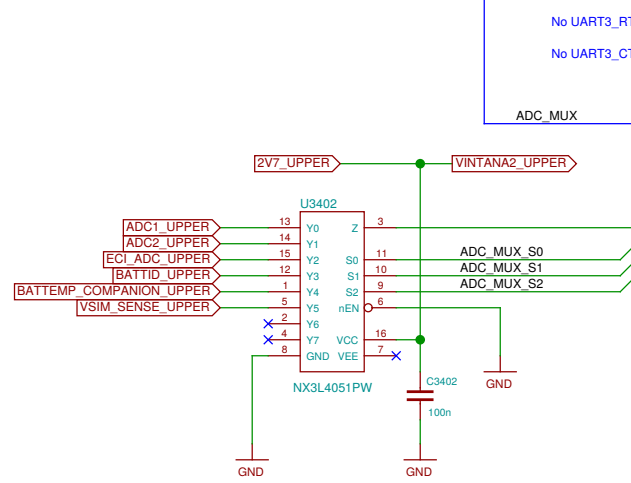 No UART3_RT
No UART3_CT
ADC_MUX
2V7_UPPER
VINTANA2_UPPER
U3402
ADC1_UPPER 13 Y0 Z 3
ADC2_UPPER 14 Y1
ECI_ADC_UPPER 15 Y2 S0 11 ADC_MUX_S0
BATTID_UPPER 12 Y3 S1 10 ADC_MUX_S1
BATTEMP_COMPANION_UPPER 1 Y4 S2 9 ADC_MUX_S2
VSIM_SENSE_UPPER 5 Y5 nEN 6
2 Y6
4 Y7 VCC 16
8 GND VEE 7
NX3L4051PW
C3402
100n
GND
GND
GND